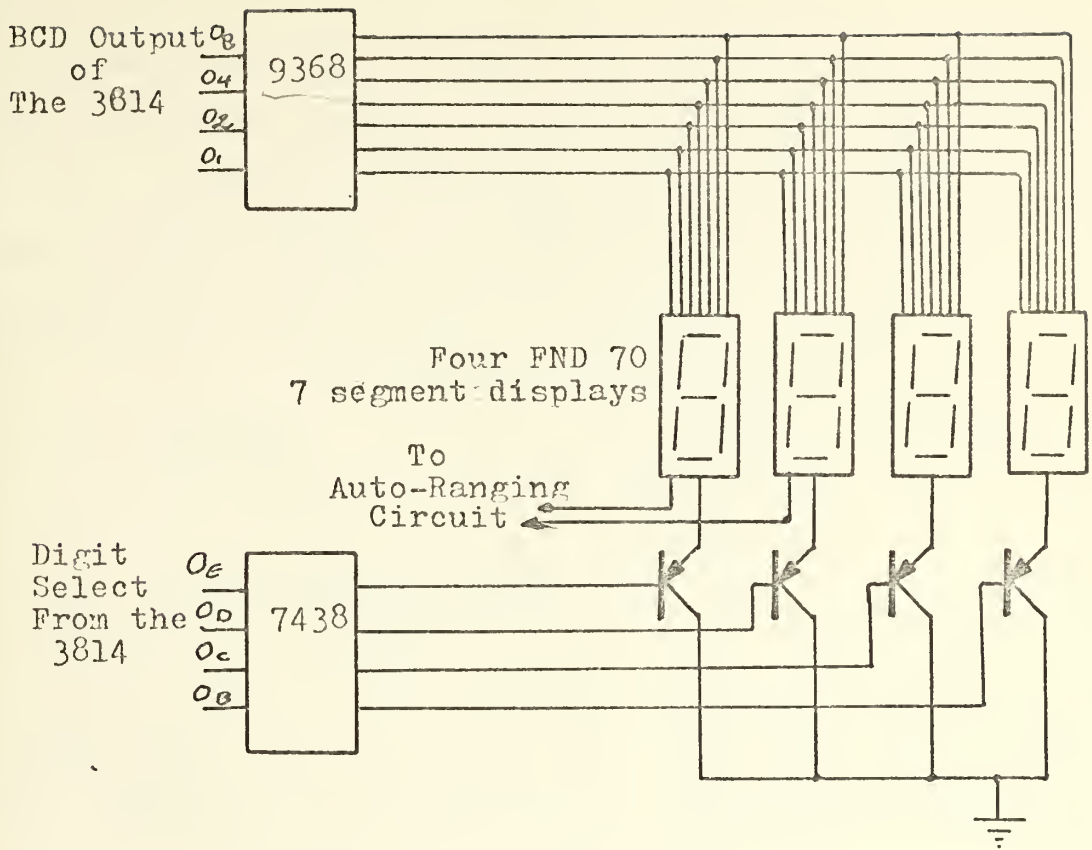 BCD Output
of
The 3814
O8
O4
O2
O1
9368
Four FND 70
7 segment displays
To
Auto-Ranging
Circuit
Digit
Select
From the
3814
OE
OD
OC
OB
7438